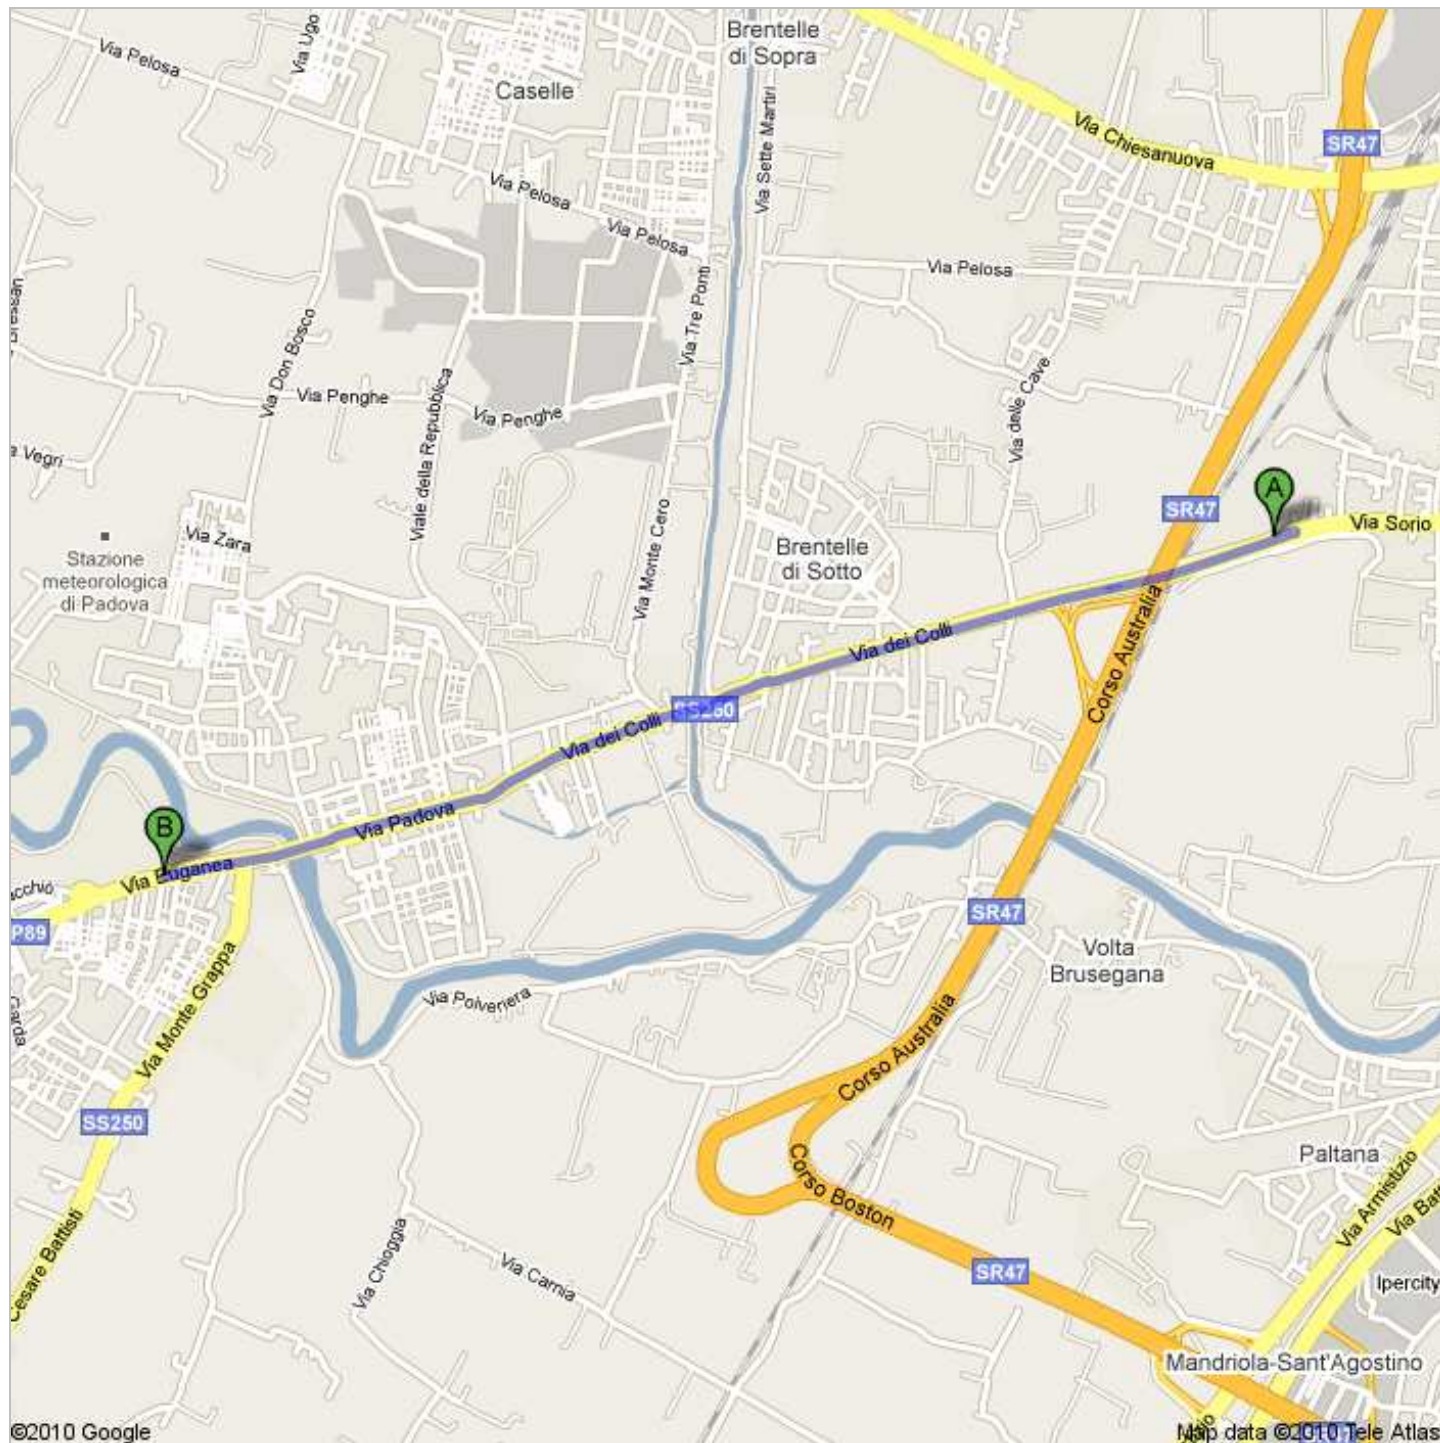 Brentelle
di Sopra
Via Ugo
Via Pelosa
Caselle
Via Sette Martiri
Via Chiesanuova
SR47
Via Pelosa
Via Pelosa
Via Pelosa
Via Tre Ponti
Via Don Bosco
Via Penghe
Via Penghe
Viale della Repubblica
Via delle Cave
Vegri
A
SR47
Via Sorio
Via Zara
Stazione
meteorologica
di Padova
Via Monte Cero
Brentelle
di Sotto
Via dei Colli
Corso Australia
Via dei Colli
Via Padova
B
Via Euganea
acchio
P89
SR47
Volta
Brusegana
Via Polveriera
Garda
Via Monte Grappa
Corso Australia
SS250
Corso Boston
Paltana
Via Armistizio
Via Batt
Cesare Battisti
Via Chioggia
Via Carnia
SR47
Ipercity
Mandriola-Sant'Agostino
©2010 Google
Map data ©2010 Tele Atlas